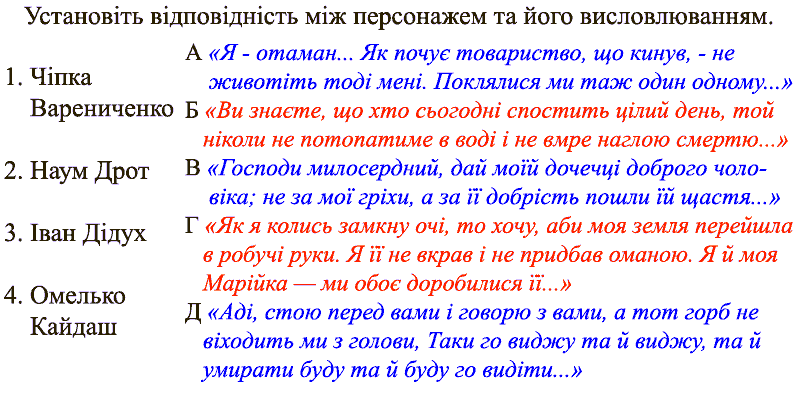 Установіть відповідність між персонажем та його висловлюванням.
1. Чіпка
Варениченко
2. Наум Дрот
3. Іван Дідух
4. Омелько
Кайдаш
А «Я - отаман... Як почує товариство, що кинув, - не
животіть тоді мені. Поклялися ми таж один одному...»
Б «Ви знаєте, що хто сьогодні спостить цілий день, той
ніколи не потопатиме в воді і не вмре наглою смертю...»
В «Господи милосердний, дай моїй дочечці доброго чоло-
віка; не за мої гріхи, а за її добрість пошли їй щастя...»
Г «Як я колись замкну очі, то хочу, аби моя земля перейшла
в робучі руки. Я її не вкрав і не придбав оманою. Я й моя
Марійка — ми обоє доробилися її...»
Д «Аді, стою перед вами і говорю з вами, а тот горб не
віходить ми з голови, Таки го виджу та й виджу, та й
умирати буду та й буду го видіти...»